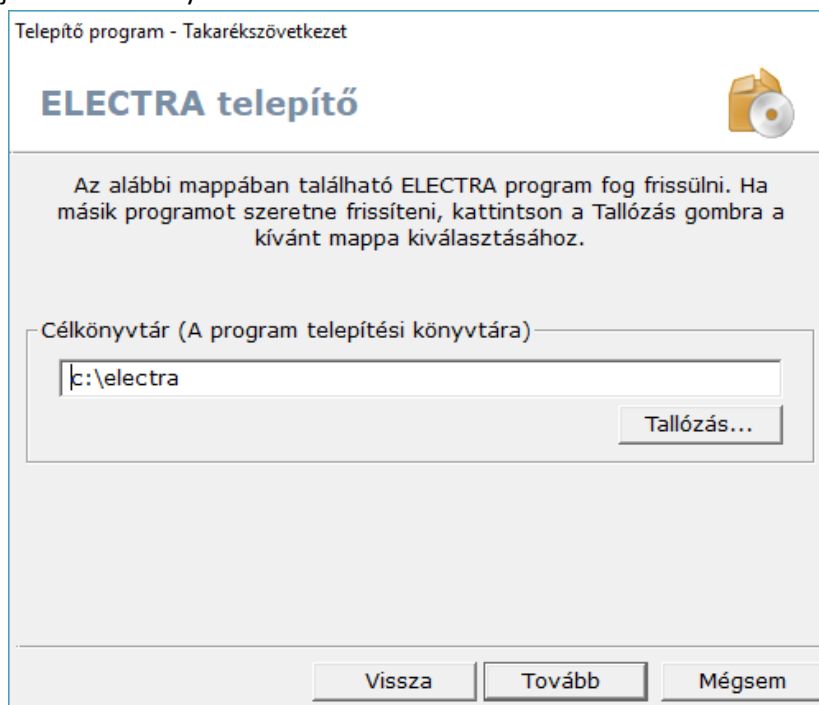 Telepítő program - Takarékszövetkezet
ELECTRA telepítő
Az alábbi mappában található ELECTRA program fog frissülni. Ha
másik programot szeretne frissíteni, kattintson a Tallózás gombra a
kívánt mappa kiválasztásához.
Célkönyvtár (A program telepítési könyvtára)
c:\electra
Tallózás...
Vissza Tovább Mégsem